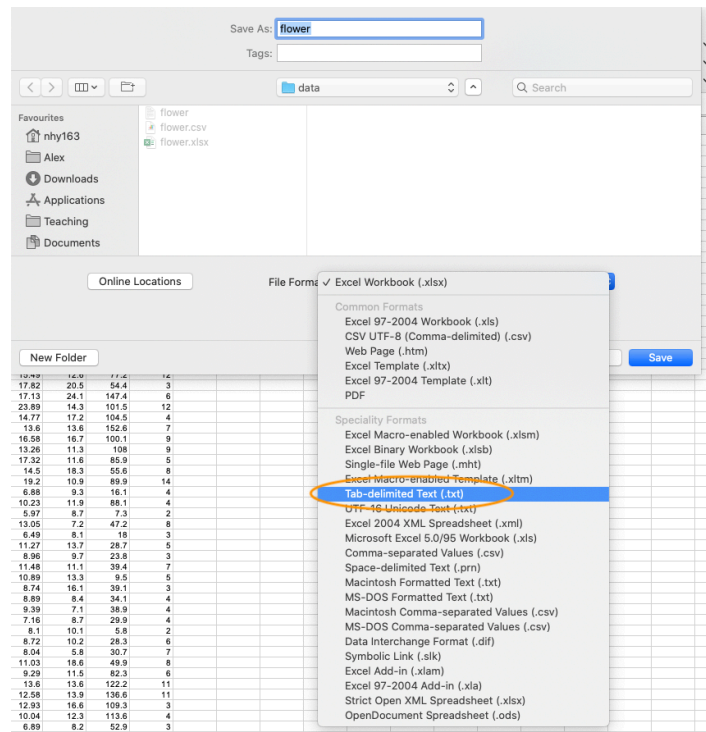 Save As: flower
Tags:
data
Search
Favourites
nhy163
Alex
Downloads
Applications
Teaching
Documents
flower
flower.csv
flower.xlsx
Online Locations
File Forma ✓ Excel Workbook (.xlsx)
Common Formats
Excel 97-2004 Workbook (.xls)
CSV UTF-8 (Comma-delimited) (.csv)
Web Page (.htm)
Excel Template (.xltx)
Excel 97-2004 Template (.xlt)
PDF
Speciality Formats
Excel Macro-enabled Workbook (.xlsm)
Excel Binary Workbook (.xlsb)
Single-file Web Page (.mht)
Excel Macro-enabled Template (.xltm)
Tab-delimited Text (.txt)
UTF-16 Unicode Text (.txt)
Excel 2004 XML Spreadsheet (.xml)
Microsoft Excel 5.0/95 Workbook (.xls)
Comma-separated Values (.csv)
Space-delimited Text (.prn)
Macintosh Formatted Text (.txt)
MS-DOS Formatted Text (.txt)
Macintosh Comma-separated Values (.csv)
MS-DOS Comma-separated Values (.csv)
Data Interchange Format (.dif)
Symbolic Link (.slk)
Excel Add-in (.xlam)
Excel 97-2004 Add-in (.xla)
Strict Open XML Spreadsheet (.xlsx)
OpenDocument Spreadsheet (.ods)
New Folder
Save
15.49 12.6 77.2 12
17.82 20.5 54.4 3
17.13 24.1 147.4 6
23.89 14.3 101.5 12
14.77 17.2 104.5 4
13.6 13.6 152.6 7
16.58 16.7 100.1 9
13.26 11.3 108 9
17.32 11.6 85.9 5
14.5 18.3 55.6 8
19.2 10.9 89.9 14
6.88 9.3 16.1 4
10.23 11.9 88.1 4
5.97 8.7 7.3 2
13.05 7.2 47.2 8
6.49 8.1 18 3
11.27 13.7 28.7 5
8.96 9.7 23.8 3
11.48 11.1 39.4 7
10.89 13.3 9.5 5
8.74 16.1 39.1 3
8.89 8.4 34.1 4
9.39 7.1 38.9 4
7.16 8.7 29.9 4
8.1 10.1 5.8 2
8.72 10.2 28.3 6
8.04 5.8 30.7 7
11.03 18.6 49.9 8
9.29 11.5 82.3 6
13.6 13.6 122.2 11
12.58 13.9 136.6 11
12.93 16.6 109.3 3
10.04 12.3 113.6 4
6.89 8.2 52.9 3